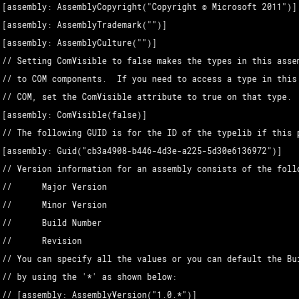 [assembly: AssemblyCopyright("Copyright © Microsoft 2011")]
[assembly: AssemblyTrademark("")]
[assembly: AssemblyCulture("")]
// Setting ComVisible to false makes the types in this assem
// to COM components.  If you need to access a type in this
// COM, set the ComVisible attribute to true on that type.
[assembly: ComVisible(false)]
// The following GUID is for the ID of the typelib if this p
[assembly: Guid("cb3a4908-b446-4d3e-a225-5d30e6136972")]
// Version information for an assembly consists of the follo
//      Major Version
//      Minor Version
//      Build Number
//      Revision
// You can specify all the values or you can default the Bui
// by using the '*' as shown below:
// [assembly: AssemblyVersion("1.0.*")]